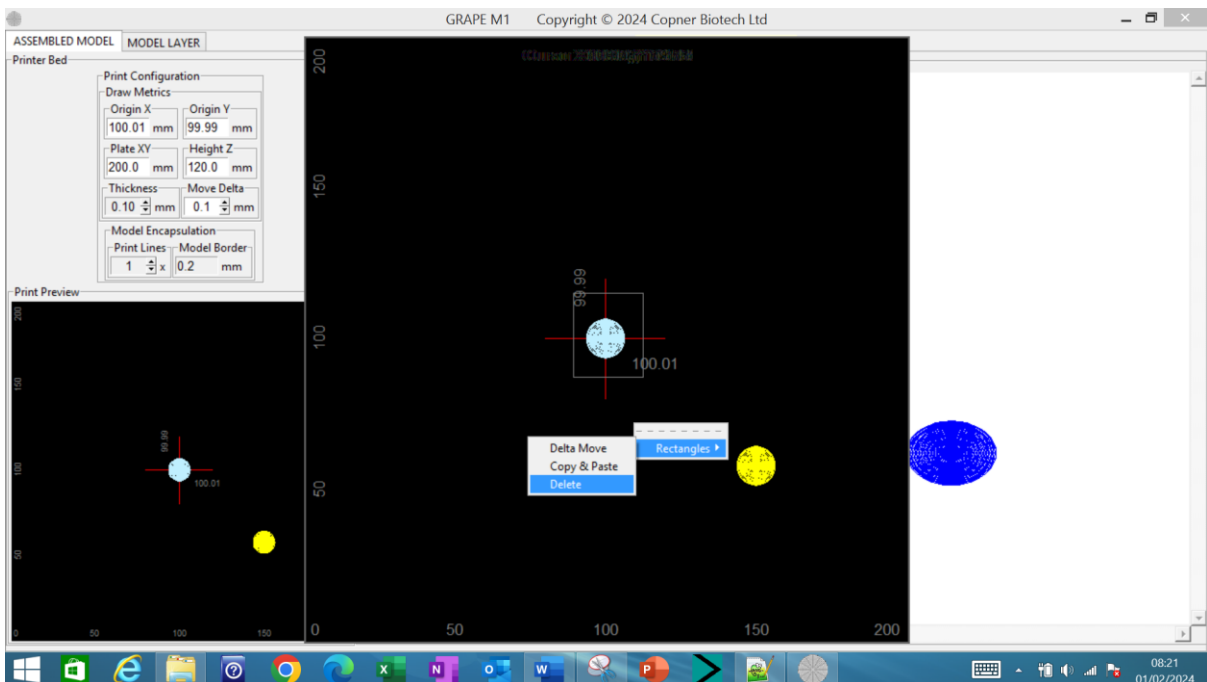 GRAPE M1 Copyright © 2024 Copner Biotech Ltd
ASSEMBLED MODEL MODEL LAYER
Printer Bed
Print Configuration
Draw Metrics
Origin X Origin Y
100.01 mm 99.99 mm
Plate XY Height Z
200.0 mm 120.0 mm
Thickness Move Delta
0.10 mm 0.1 mm
Model Encapsulation
Print Lines Model Border
1 x 0.2 mm
Print Preview
200
150
99.99
100
100.01
50
0 50 100 150
200
150
99.99
100
100.01
Rectangles
Delta Move
Copy & Paste
Delete
50
0 50 100 150 200
08:21
01/02/2024